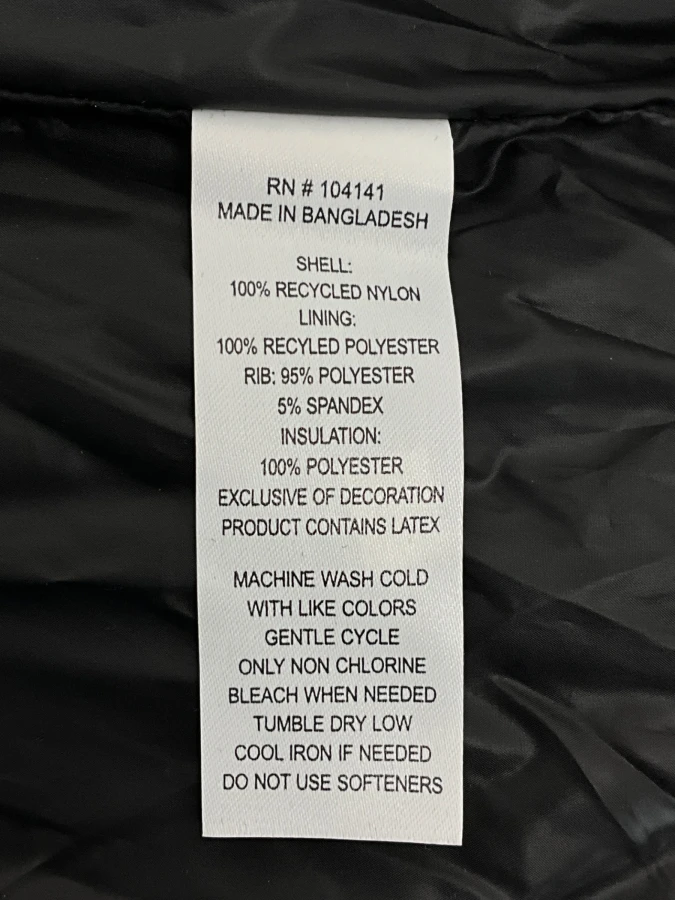 RN # 104141
MADE IN BANGLADESH
SHELL:
100% RECYCLED NYLON
LINING:
100% RECYLED POLYESTER
RIB: 95% POLYESTER
5% SPANDEX
INSULATION:
100% POLYESTER
EXCLUSIVE OF DECORATION
PRODUCT CONTAINS LATEX
MACHINE WASH COLD
WITH LIKE COLORS
GENTLE CYCLE
ONLY NON CHLORINE
BLEACH WHEN NEEDED
TUMBLE DRY LOW
COOL IRON IF NEEDED
DO NOT USE SOFTENERS